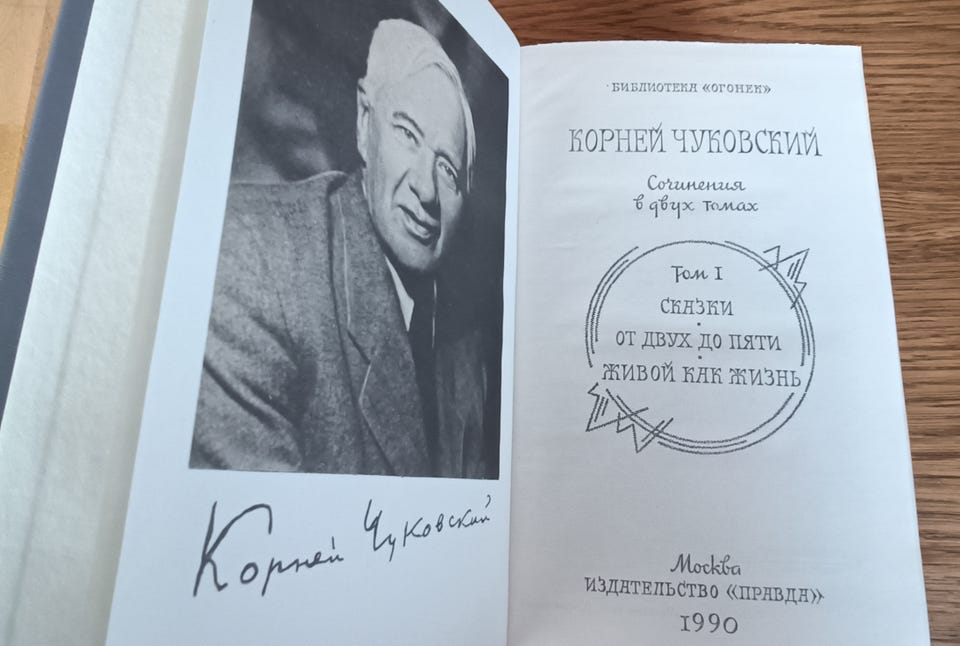 Корней Чуковский
БИБЛИОТЕКА «ОГОНЕК»
КОРНЕЙ ЧУКОВСКИЙ
Сочинения
в двух томах
Том I
СКАЗКИ
•
ОТ ДВУХ ДО ПЯТИ
•
ЖИВОЙ КАК ЖИЗНЬ
Москва
ИЗДАТЕЛЬСТВО «ПРАВДА»
1990